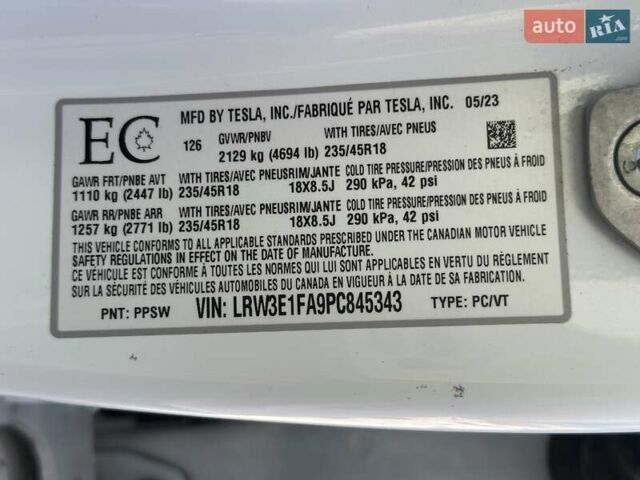 auto RIA.com
EC
MFD BY TESLA, INC./FABRIQUÉ PAR TESLA, INC. 05/23
126 GVWR/PNBV WITH TIRES/AVEC PNEUS
2129 kg (4694 lb) 235/45R18
GAWR FRT/PNBE AVT WITH TIRES/AVEC PNEUS RIM/JANTE COLD TIRE PRESSURE/PRESSION DES PNEUS À FROID
1110 kg (2447 lb) 235/45R18 18X8.5J 290 kPa, 42 psi
GAWR RR/PNBE ARR WITH TIRES/AVEC PNEUS RIM/JANTE COLD TIRE PRESSURE/PRESSION DES PNEUS À FROID
1257 kg (2771 lb) 235/45R18 18X8.5J 290 kPa, 42 psi
THIS VEHICLE CONFORMS TO ALL APPLICABLE STANDARDS PRESCRIBED UNDER THE CANADIAN MOTOR VEHICLE
SAFETY REGULATIONS IN EFFECT ON THE DATE OF MANUFACTURE.
CE VÉHICULE EST CONFORME À TOUTES LES NORMES QUI LUI SONT APPLICABLES EN VERTU DU RÈGLEMENT
SUR LA SÉCURITÉ DES VÉHICULES AUTOMOBILES DU CANADA EN VIGUEUR À LA DATE DE SA FABRICATION.
PNT: PPSW VIN: LRW3E1FA9PC845343 TYPE: PC/VT